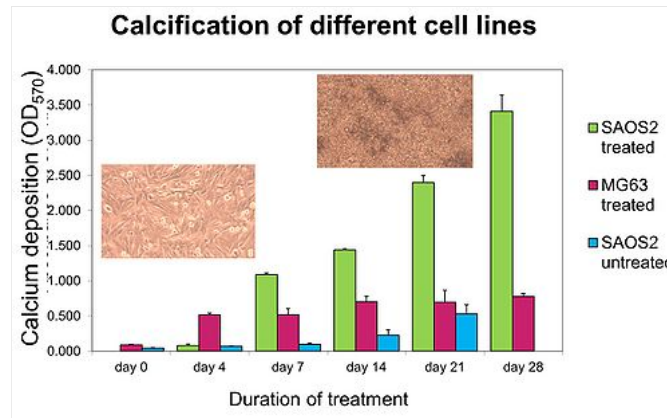 Calcification of different cell lines
Calcium deposition (OD570)
4.000
3.500
3.000
2.500
2.000
1.500
1.000
0.500
0.000
day 0 day 4 day 7 day 14 day 21 day 28
Duration of treatment
SAOS2
treated
MG63
treated
SAOS2
untreated